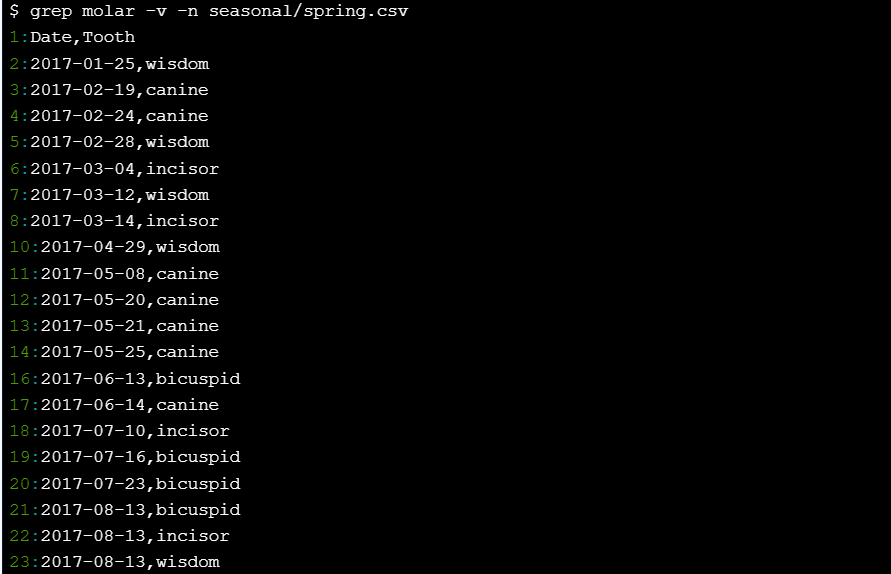 $ grep molar -v -n seasonal/spring.csv
1:Date,Tooth
2:2017-01-25,wisdom
3:2017-02-19,canine
4:2017-02-24,canine
5:2017-02-28,wisdom
6:2017-03-04,incisor
7:2017-03-12,wisdom
8:2017-03-14,incisor
10:2017-04-29,wisdom
11:2017-05-08,canine
12:2017-05-20,canine
13:2017-05-21,canine
14:2017-05-25,canine
16:2017-06-13,bicuspid
17:2017-06-14,canine
18:2017-07-10,incisor
19:2017-07-16,bicuspid
20:2017-07-23,bicuspid
21:2017-08-13,bicuspid
22:2017-08-13,incisor
23:2017-08-13,wisdom